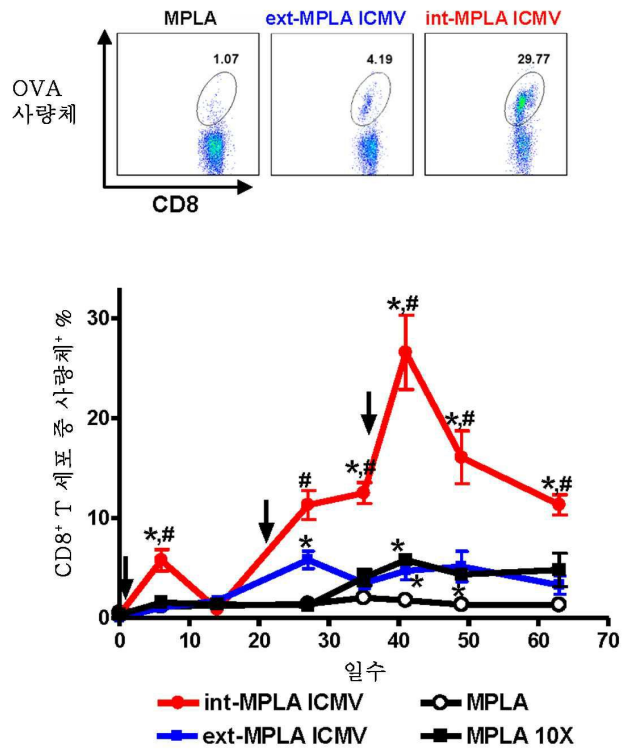 MPLA ext-MPLA ICMV int-MPLA ICMV
OVA
사량체
1.07 4.19 29.77
CD8
CD8⁺ T 세포 중 사량체⁺ %
30
20
10
0
*,# # *,# *,# *,# *,#
* * * *
0 10 20 30 40 50 60 70
일수
int-MPLA ICMV MPLA
ext-MPLA ICMV MPLA 10X